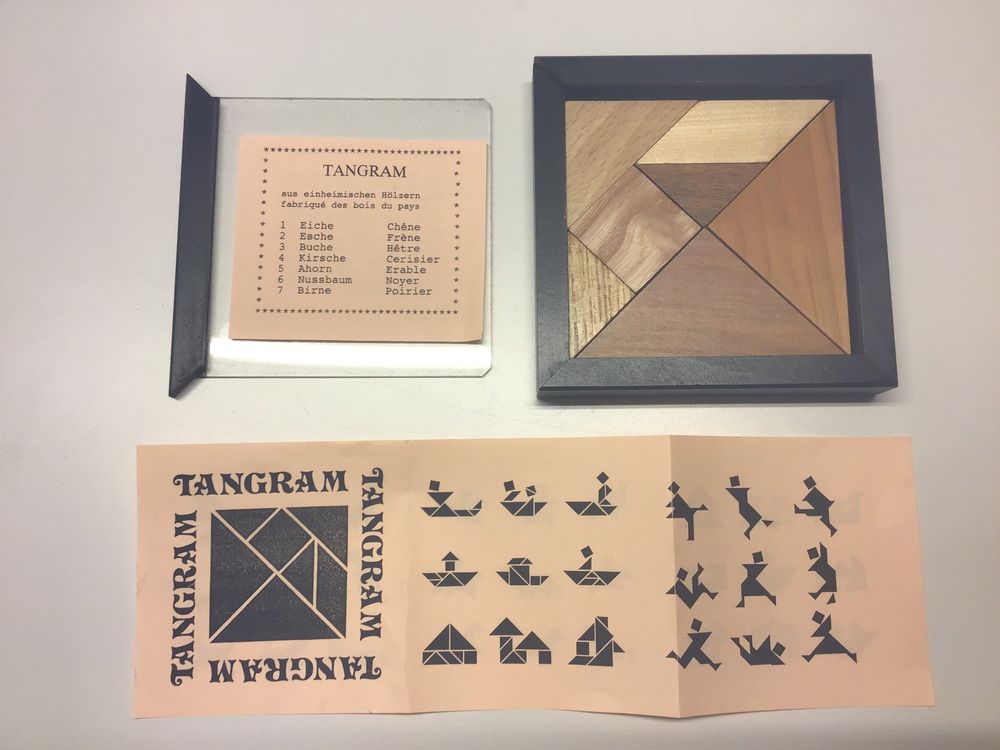 TANGRAM
aus einheimischen Hölzern
fabriqué des bois du pays
1 Eiche Chêne
2 Esche Frène
3 Buche Hêtre
4 Kirsche Cerisier
5 Ahorn Erable
6 Nussbaum Noyer
7 Birne Poirier
TANGRAM
TANGRAM
TANGRAM
TANGRAM